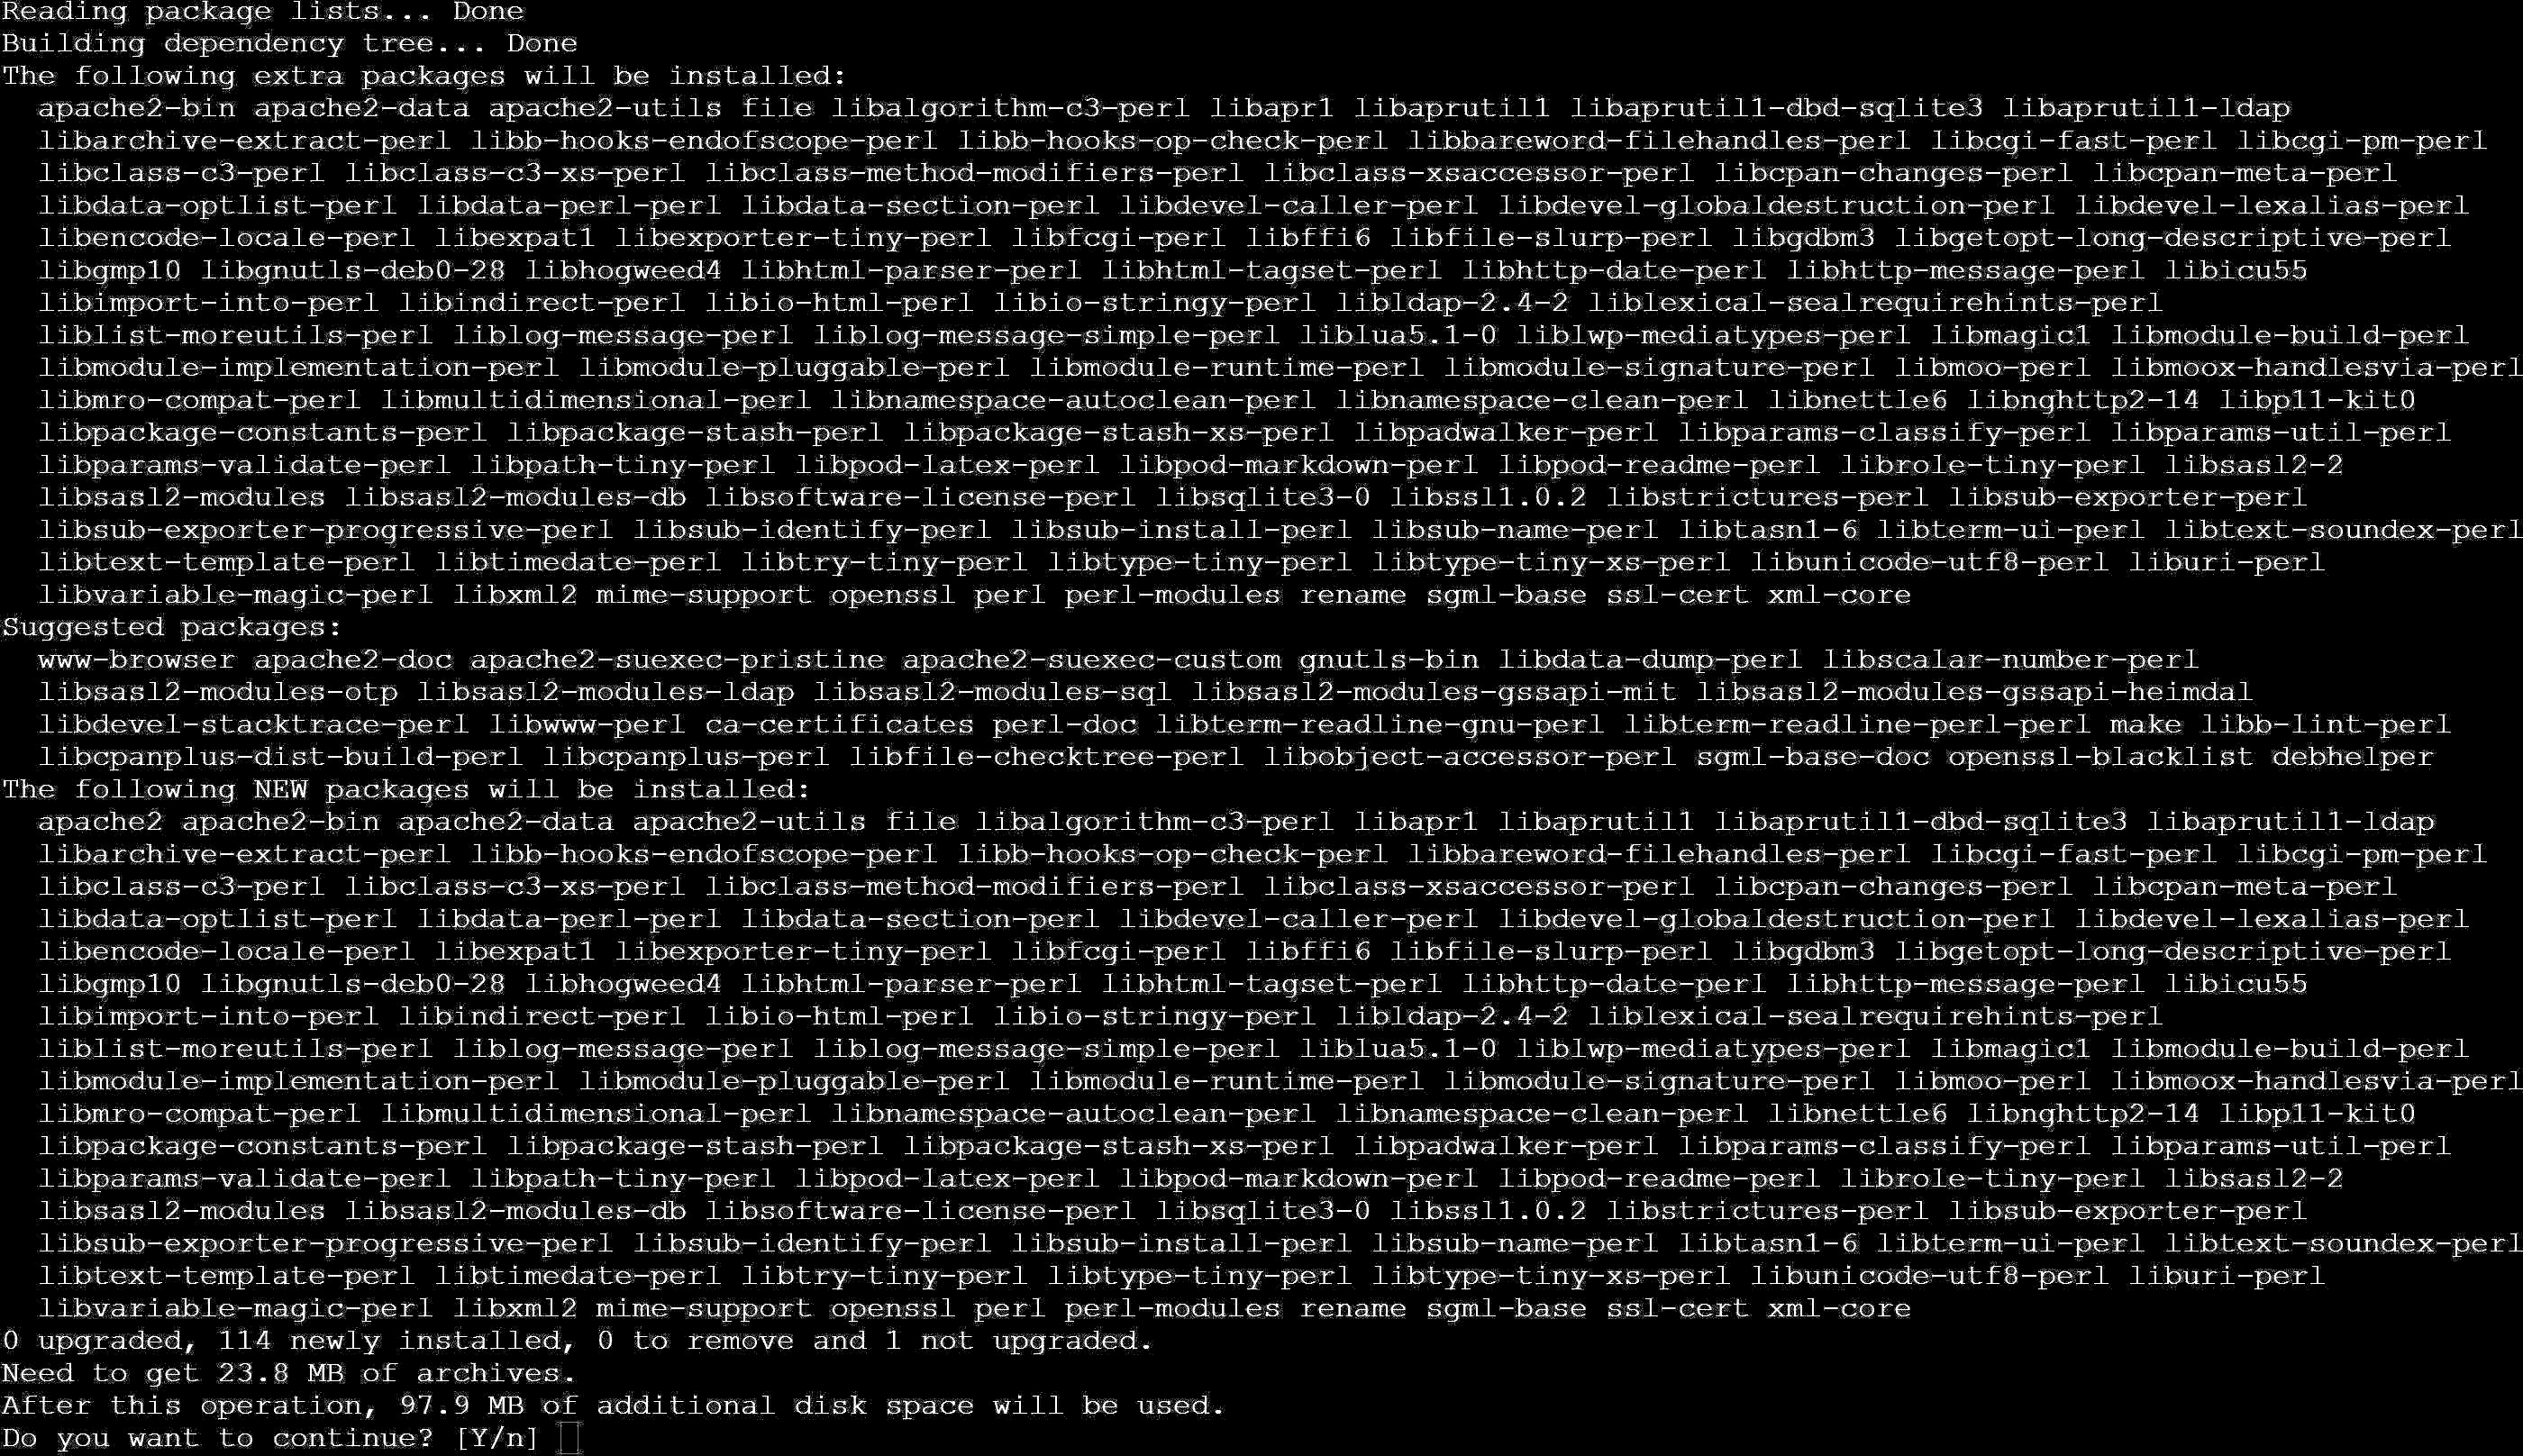 Reading package lists... Done
Building dependency tree... Done
The following extra packages will be installed:
apache2-bin apache2-data apache2-utils file libalgorithm-c3-perl libapr1 libaprutil1 libaprutil1-dbd-sqlite3 libaprutil1-ldap
libarchive-extract-perl libb-hooks-endofscope-perl libb-hooks-op-check-perl libbareword-filehandles-perl libcgi-fast-perl libcgi-pm-perl
libclass-c3-perl libclass-c3-xs-perl libclass-method-modifiers-perl libclass-xsaccessor-perl libcpan-changes-perl libcpan-meta-perl
libdata-optlist-perl libdata-perl-perl libdata-section-perl libdevel-caller-perl libdevel-globaldestruction-perl libdevel-lexalias-perl
libencode-locale-perl libexpat1 libexporter-tiny-perl libfcgi-perl libffi6 libfile-slurp-perl libgdbm3 libgetopt-long-descriptive-perl
libgmp10 libgnutls-deb0-28 libhogweed4 libhtml-parser-perl libhtml-tagset-perl libhttp-date-perl libhttp-message-perl libicu55
libimport-into-perl libindirect-perl libio-html-perl libio-stringy-perl libldap-2.4-2 liblexical-sealrequirehints-perl
liblist-moreutils-perl liblog-message-perl liblog-message-simple-perl liblua5.1-0 liblwp-mediatypes-perl libmagic1 libmodule-build-perl
libmodule-implementation-perl libmodule-pluggable-perl libmodule-runtime-perl libmodule-signature-perl libmoo-perl libmoox-handlesvia-perl
libmro-compat-perl libmultidimensional-perl libnamespace-autoclean-perl libnamespace-clean-perl libnettle6 libnghttp2-14 libp11-kit0
libpackage-constants-perl libpackage-stash-perl libpackage-stash-xs-perl libpadwalker-perl libparams-classify-perl libparams-util-perl
libparams-validate-perl libpath-tiny-perl libpod-latex-perl libpod-markdown-perl libpod-readme-perl librole-tiny-perl libsasl2-2
libsasl2-modules libsasl2-modules-db libsoftware-license-perl libsqlite3-0 libssl1.0.2 libstrictures-perl libsub-exporter-perl
libsub-exporter-progressive-perl libsub-identify-perl libsub-install-perl libsub-name-perl libtasn1-6 libterm-ui-perl libtext-soundex-perl
libtext-template-perl libtimedate-perl libtry-tiny-perl libtype-tiny-perl libtype-tiny-xs-perl libunicode-utf8-perl liburi-perl
libvariable-magic-perl libxml2 mime-support openssl perl perl-modules rename sgml-base ssl-cert xml-core
Suggested packages:
www-browser apache2-doc apache2-suexec-pristine apache2-suexec-custom gnutls-bin libdata-dump-perl libscalar-number-perl
libsasl2-modules-otp libsasl2-modules-ldap libsasl2-modules-sql libsasl2-modules-gssapi-mit libsasl2-modules-gssapi-heimdal
libdevel-stacktrace-perl libwww-perl ca-certificates perl-doc libterm-readline-gnu-perl libterm-readline-perl-perl make libb-lint-perl
libcpanplus-dist-build-perl libcpanplus-perl libfile-checktree-perl libobject-accessor-perl sgml-base-doc openssl-blacklist debhelper
The following NEW packages will be installed:
apache2 apache2-bin apache2-data apache2-utils file libalgorithm-c3-perl libapr1 libaprutil1 libaprutil1-dbd-sqlite3 libaprutil1-ldap
libarchive-extract-perl libb-hooks-endofscope-perl libb-hooks-op-check-perl libbareword-filehandles-perl libcgi-fast-perl libcgi-pm-perl
libclass-c3-perl libclass-c3-xs-perl libclass-method-modifiers-perl libclass-xsaccessor-perl libcpan-changes-perl libcpan-meta-perl
libdata-optlist-perl libdata-perl-perl libdata-section-perl libdevel-caller-perl libdevel-globaldestruction-perl libdevel-lexalias-perl
libencode-locale-perl libexpat1 libexporter-tiny-perl libfcgi-perl libffi6 libfile-slurp-perl libgdbm3 libgetopt-long-descriptive-perl
libgmp10 libgnutls-deb0-28 libhogweed4 libhtml-parser-perl libhtml-tagset-perl libhttp-date-perl libhttp-message-perl libicu55
libimport-into-perl libindirect-perl libio-html-perl libio-stringy-perl libldap-2.4-2 liblexical-sealrequirehints-perl
liblist-moreutils-perl liblog-message-perl liblog-message-simple-perl liblua5.1-0 liblwp-mediatypes-perl libmagic1 libmodule-build-perl
libmodule-implementation-perl libmodule-pluggable-perl libmodule-runtime-perl libmodule-signature-perl libmoo-perl libmoox-handlesvia-perl
libmro-compat-perl libmultidimensional-perl libnamespace-autoclean-perl libnamespace-clean-perl libnettle6 libnghttp2-14 libp11-kit0
libpackage-constants-perl libpackage-stash-perl libpackage-stash-xs-perl libpadwalker-perl libparams-classify-perl libparams-util-perl
libparams-validate-perl libpath-tiny-perl libpod-latex-perl libpod-markdown-perl libpod-readme-perl librole-tiny-perl libsasl2-2
libsasl2-modules libsasl2-modules-db libsoftware-license-perl libsqlite3-0 libssl1.0.2 libstrictures-perl libsub-exporter-perl
libsub-exporter-progressive-perl libsub-identify-perl libsub-install-perl libsub-name-perl libtasn1-6 libterm-ui-perl libtext-soundex-perl
libtext-template-perl libtimedate-perl libtry-tiny-perl libtype-tiny-perl libtype-tiny-xs-perl libunicode-utf8-perl liburi-perl
libvariable-magic-perl libxml2 mime-support openssl perl perl-modules rename sgml-base ssl-cert xml-core
0 upgraded, 114 newly installed, 0 to remove and 1 not upgraded.
Need to get 23.8 MB of archives.
After this operation, 97.9 MB of additional disk space will be used.
Do you want to continue? [Y/n]